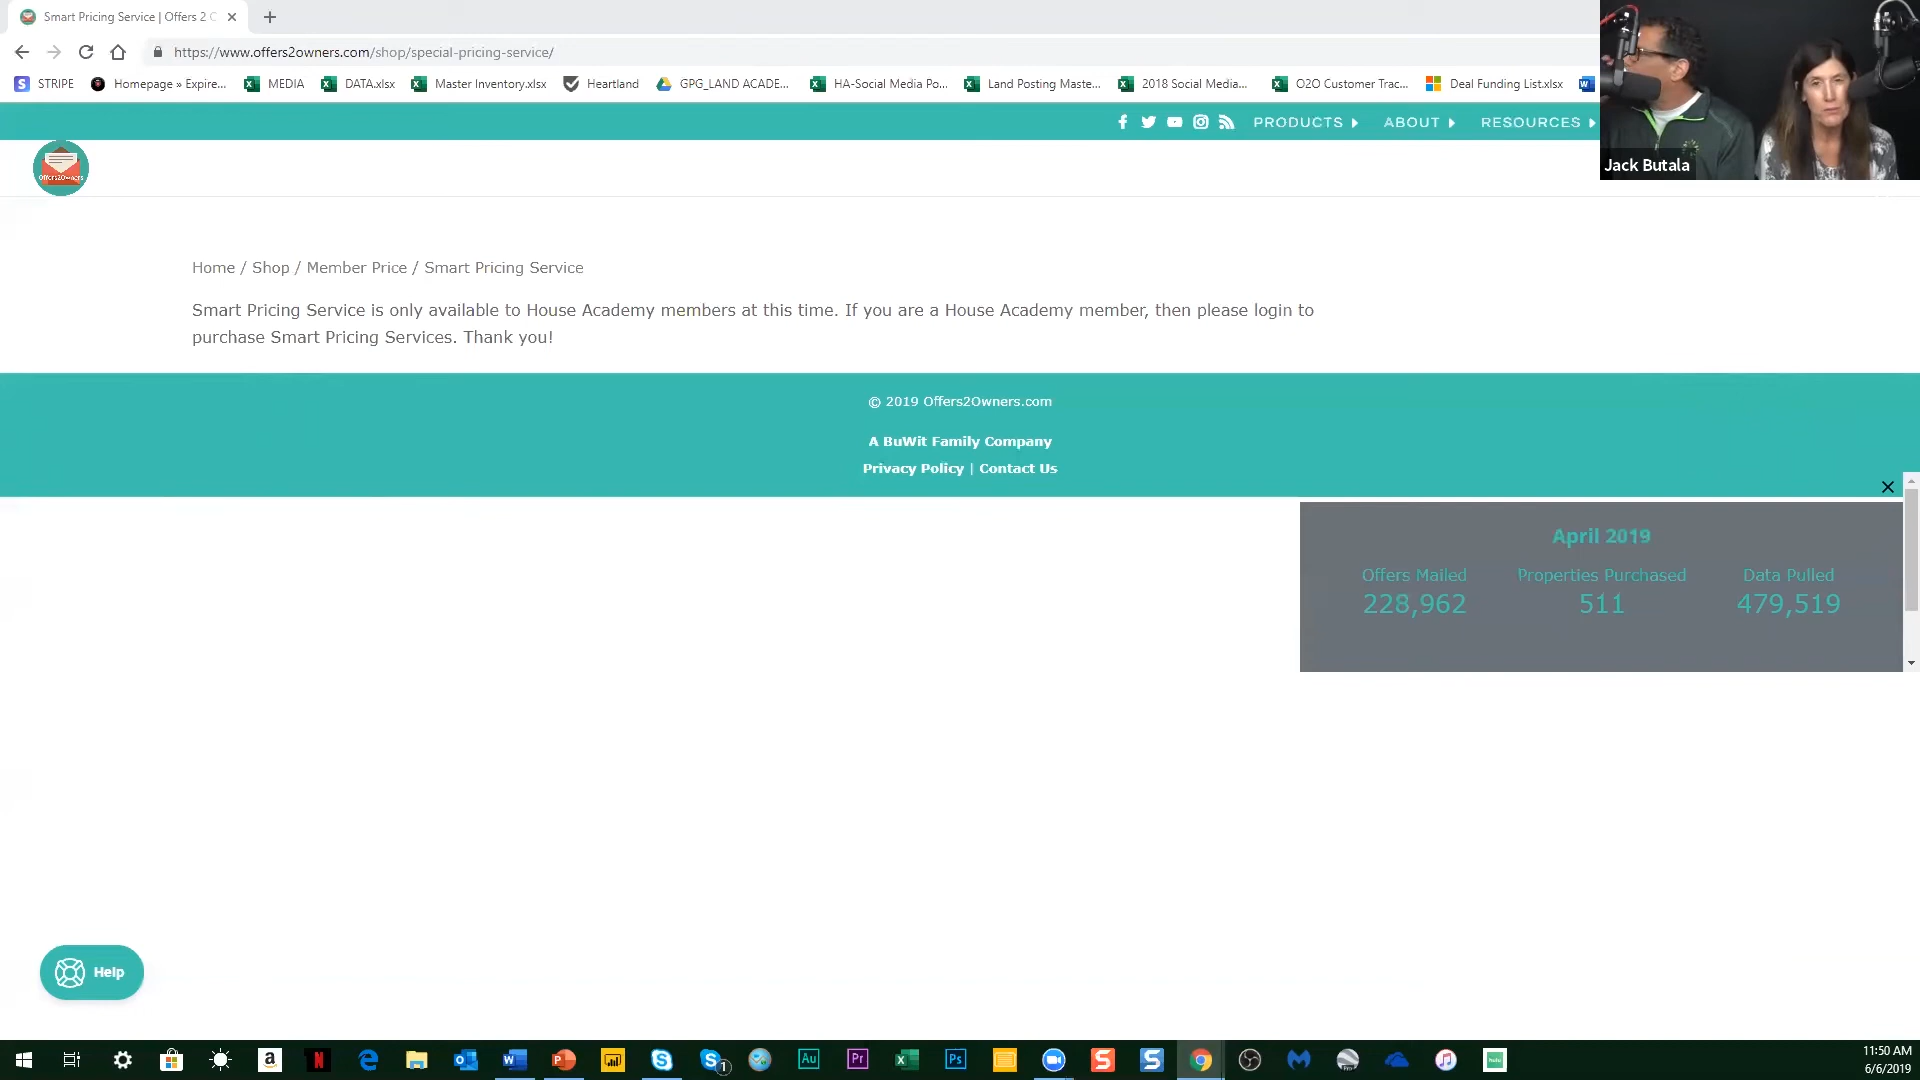 Smart Pricing Service | Offers 2 O
https://www.offers2owners.com/shop/special-pricing-service/
STRIPE
Homepage » Expire...
MEDIA
DATA.xlsx
Master Inventory.xlsx
Heartland
GPG_LAND ACADE...
HA-Social Media Po...
Land Posting Maste...
2018 Social Media...
O2O Customer Trac...
Deal Funding List.xlsx
PRODUCTS
ABOUT
RESOURCES
Jack Butala
Offers2Owners
Home / Shop / Member Price / Smart Pricing Service
Smart Pricing Service is only available to House Academy members at this time. If you are a House Academy member, then please login to
purchase Smart Pricing Services. Thank you!
© 2019 Offers2Owners.com
A BuWit Family Company
Privacy Policy | Contact Us
April 2019
Offers Mailed
228,962
Properties Purchased
511
Data Pulled
479,519
Help
11:50 AM
6/6/2019